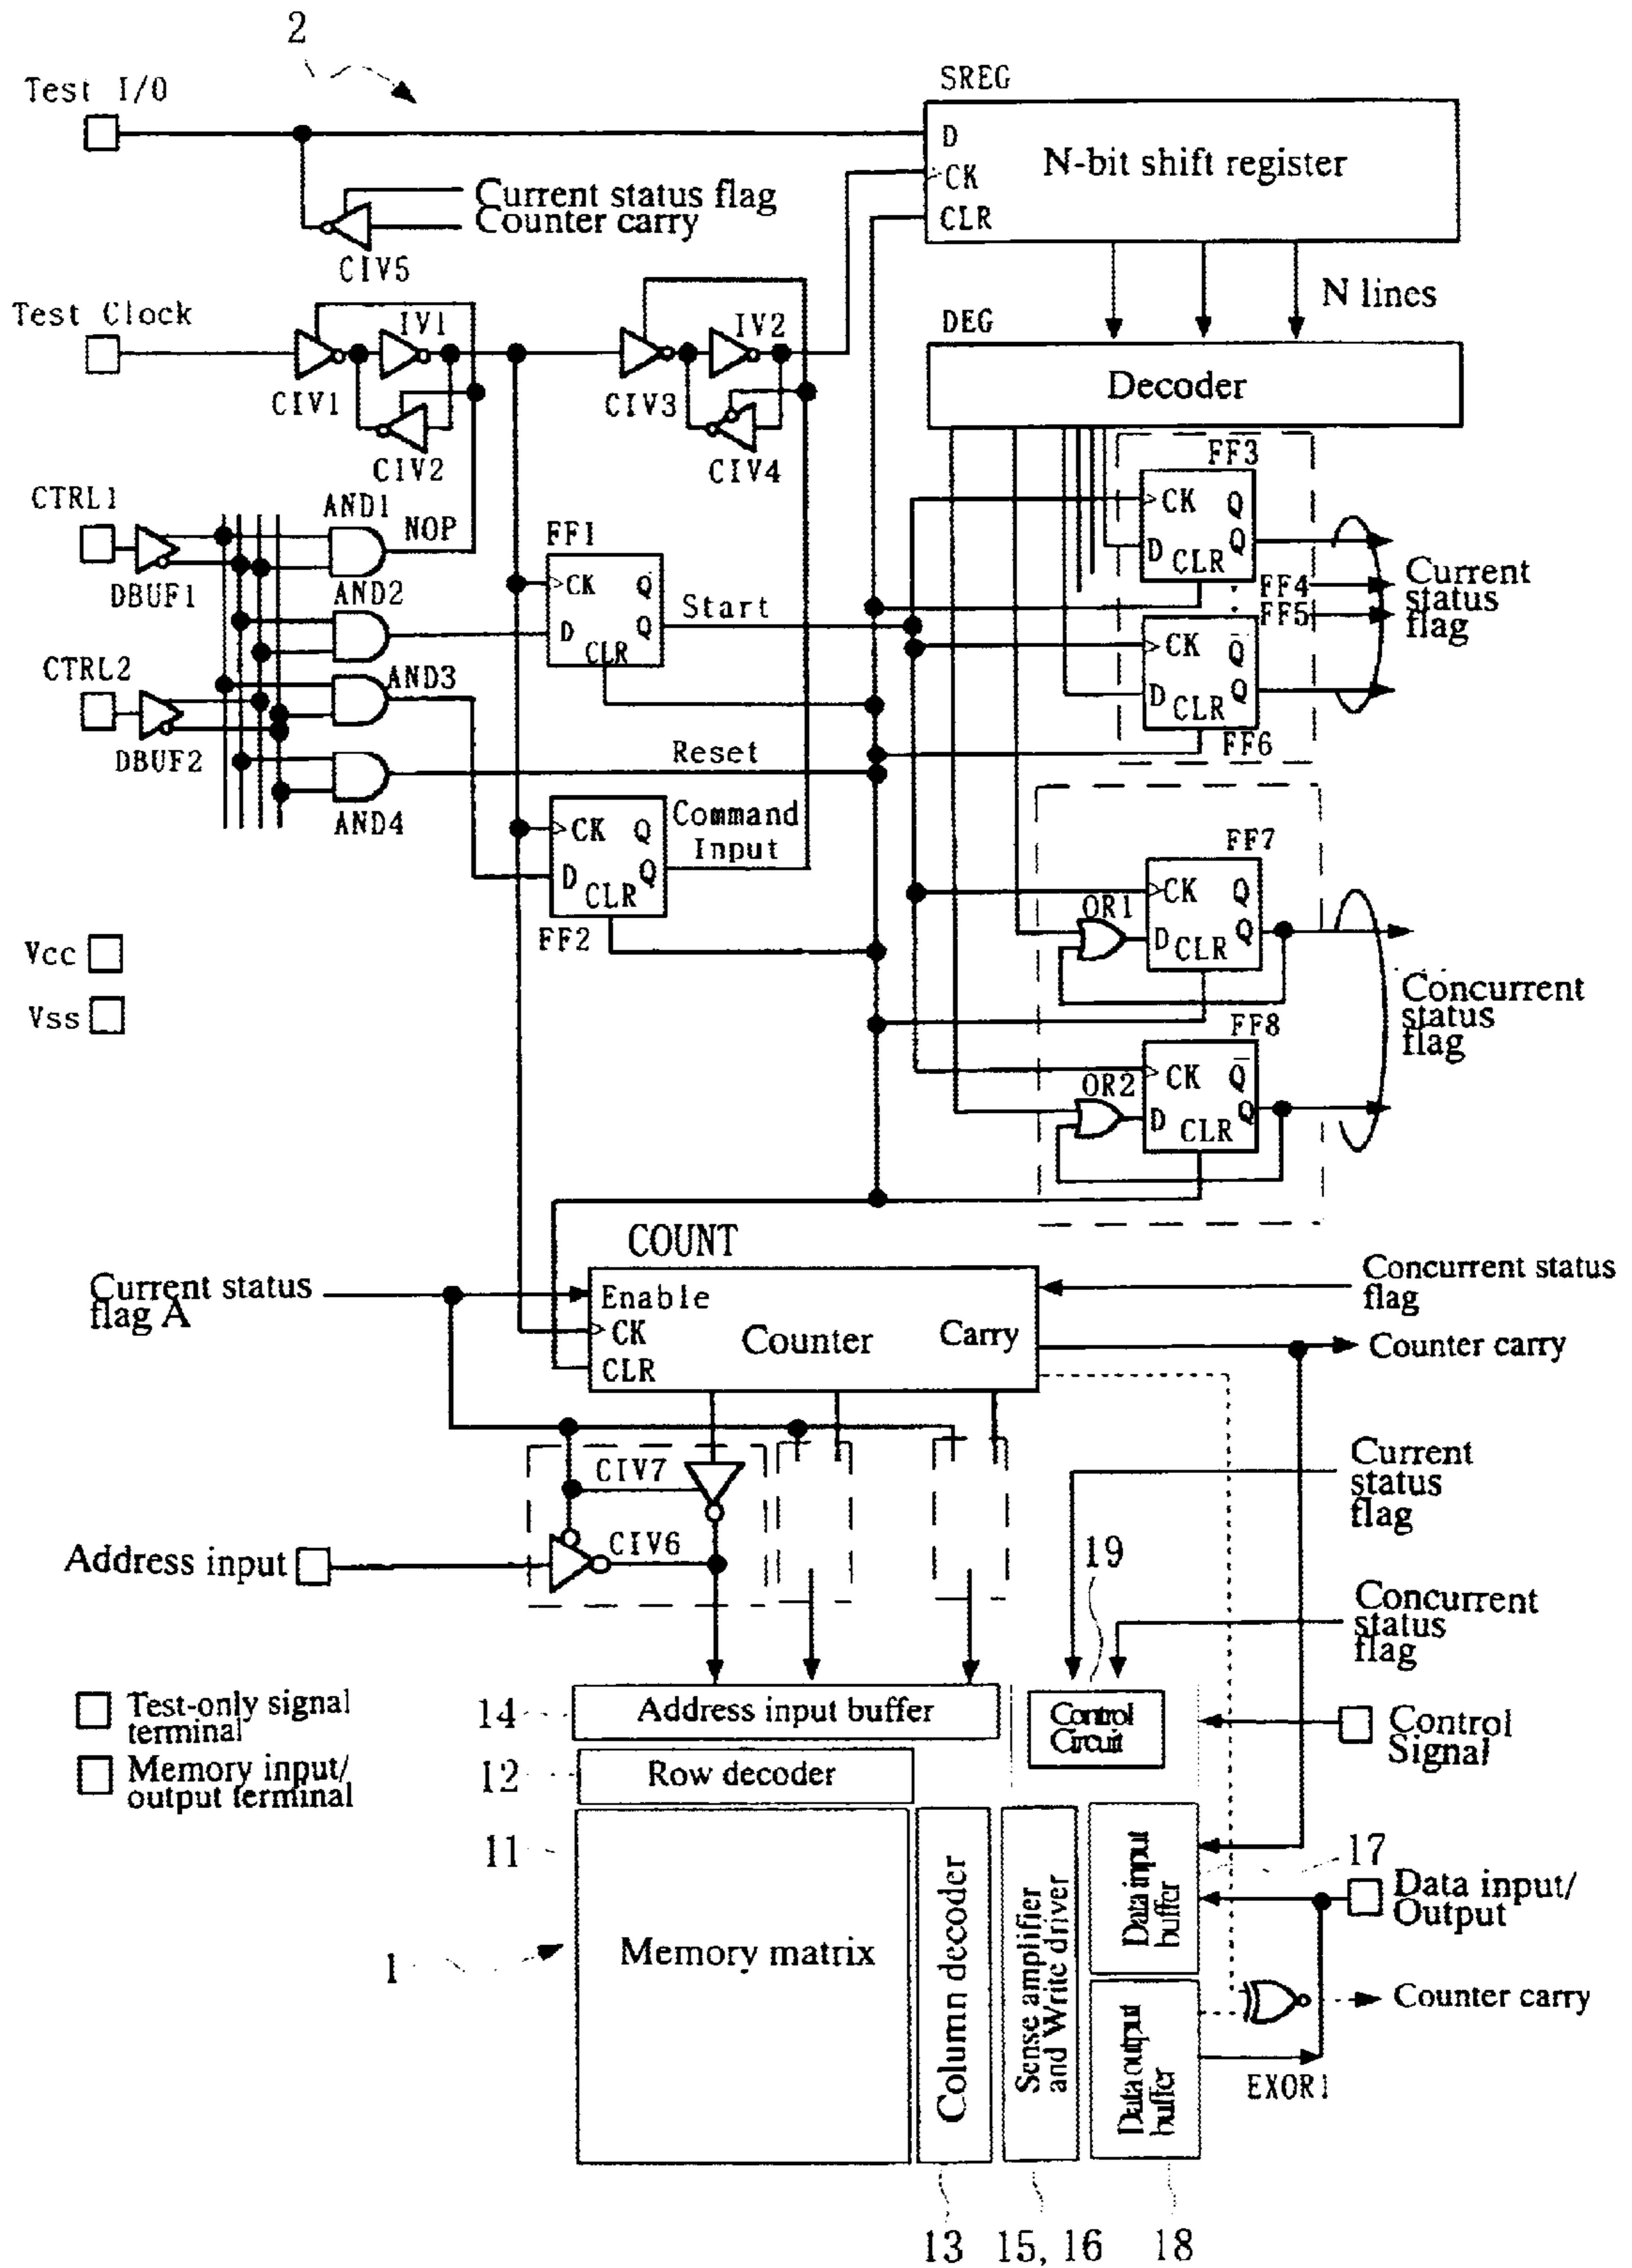 2
Test I/O
SREG
D
CK
CLR
N-bit shift register
Current status flag
Counter carry
CIV5
N lines
Test Clock
IV1
IV2
DEG
Decoder
CIV1
CIV3
CIV2
CIV4
CTRL1
AND1
NOP
DBUF1
AND2
FF1
CK
Q
D
Q
CLR
Start
FF3
CK
Q
D
Q
CLR
FF4
FF5
Current
status
flag
CTRL2
AND3
DBUF2
CK
Q̄
D
Q
CLR
FF6
Reset
AND4
CK
Q
D
Q
CLR
FF2
Command
Input
FF7
OR1
CK
Q
D
Q
CLR
Vcc
Vss
Concurrent
status
flag
FF8
OR2
CK
Q̄
D
Q
CLR
COUNT
Current status
flag A
Enable
CK
CLR
Counter
Carry
Concurrent status
flag
Counter carry
CIV7
Current
status
flag
Address input
CIV6
19
Concurrent
status
flag
Test-only signal
terminal
14
Address input buffer
Control
Circuit
Control
Signal
Memory input/
output terminal
12
Row decoder
11
Memory matrix
1
Column decoder
Sense amplifier
and Write driver
Data input
buffer
17
Data input/
Output
Counter carry
Data output
buffer
EXOR1
13
15, 16
18